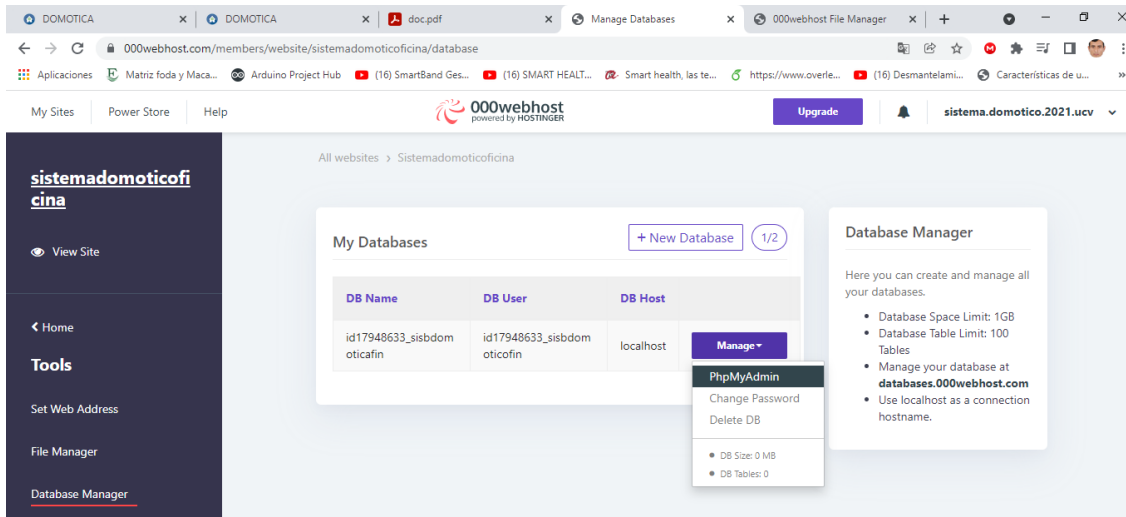 DOMOTICA
DOMOTICA
doc.pdf
Manage Databases
000webhost File Manager
000webhost.com/members/website/sistemadomoticoficina/database
Aplicaciones
Matriz foda y Maca...
Arduino Project Hub
(16) SmartBand Ges...
(16) SMART HEALT...
Smart health, las te...
https://www.overle...
(16) Desmantelami...
Características de u...
»
My Sites
Power Store
Help
000webhost
powered by HOSTINGER
Upgrade
sistema.domotico.2021.ucv
sistemadomoticofi
cina
View Site
Home
Tools
Set Web Address
File Manager
Database Manager
All websites > Sistemadomoticoficina
My Databases
+ New Database
1/2
DB Name
DB User
DB Host
id17948633_sisbdom
oticafin
id17948633_sisbdom
oticofin
localhost
Manage
PhpMyAdmin
Change Password
Delete DB
DB Size: 0 MB
DB Tables: 0
Database Manager
Here you can create and manage all
your databases.
Database Space Limit: 1GB
Database Table Limit: 100
Tables
Manage your database at
databases.000webhost.com
Use localhost as a connection
hostname.